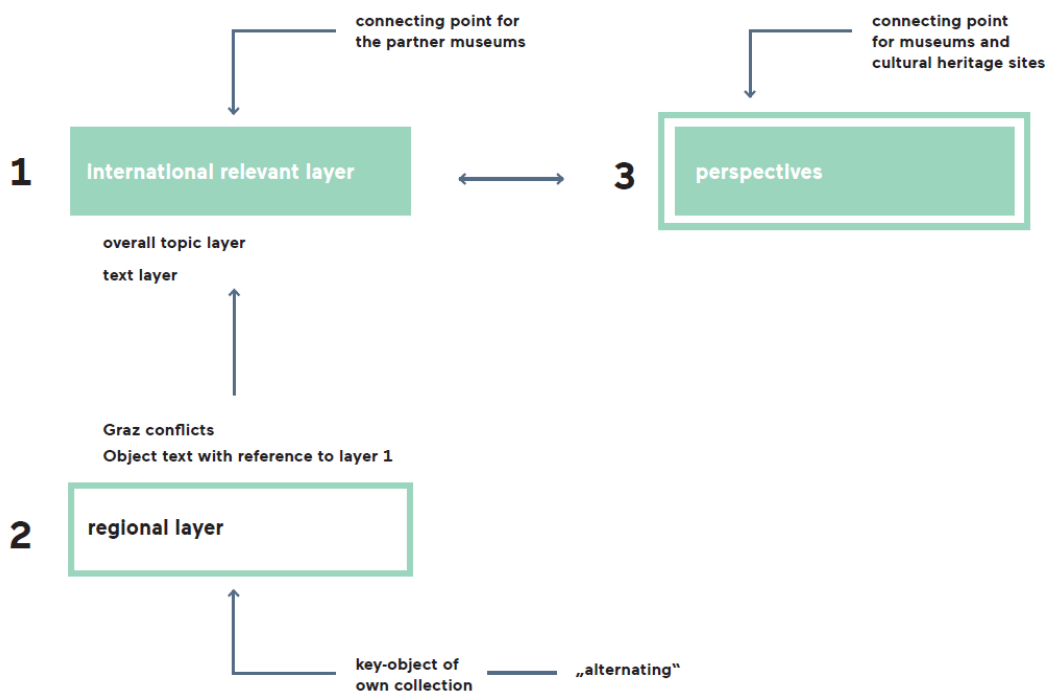 connecting point for
the partner museums
connecting point
for museums and
cultural heritage sites
1
International relevant layer
3
perspectives
overall topic layer
text layer
Graz conflicts
Object text with reference to layer 1
2
regional layer
key-object of
own collection
„alternating“